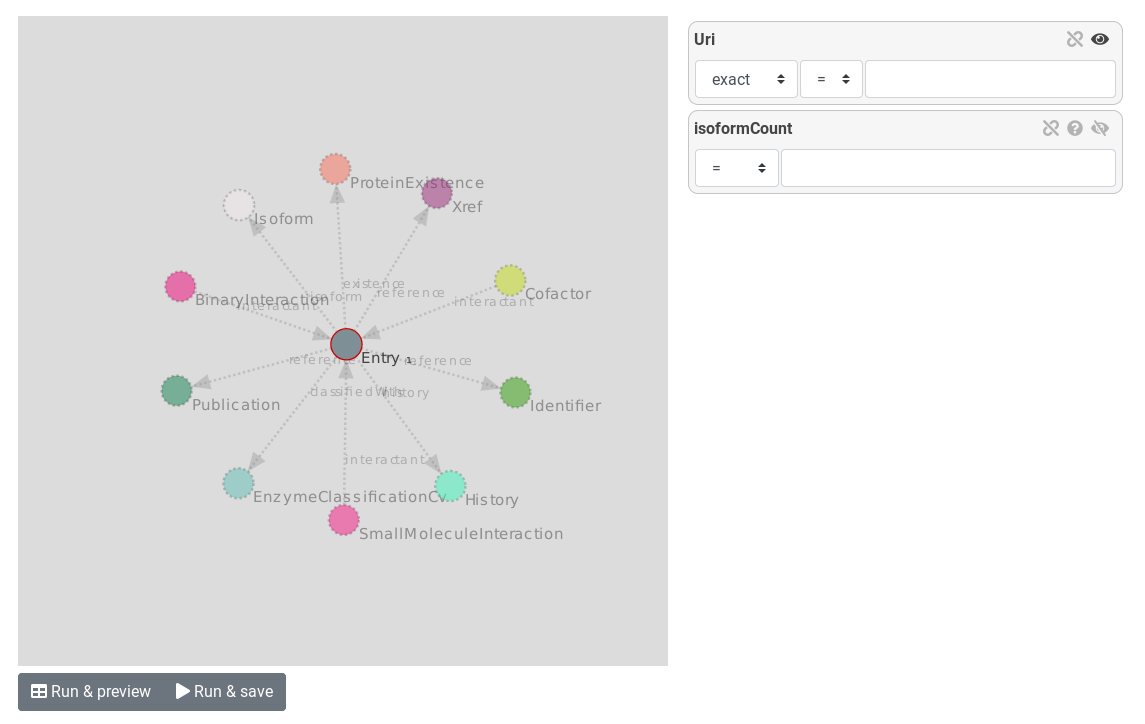 Uri
exact
=
isoformCount
=
ProteinExistence
Xref
Isoform
existence
reference
isoform
Cofactor
interactant
BinaryInteraction
interactant
Entry 1
reference
reference
Publication
Identifier
classifiedWith
history
interactant
EnzymeClassificationCV
History
SmallMoleculeInteraction
Run & preview
Run & save